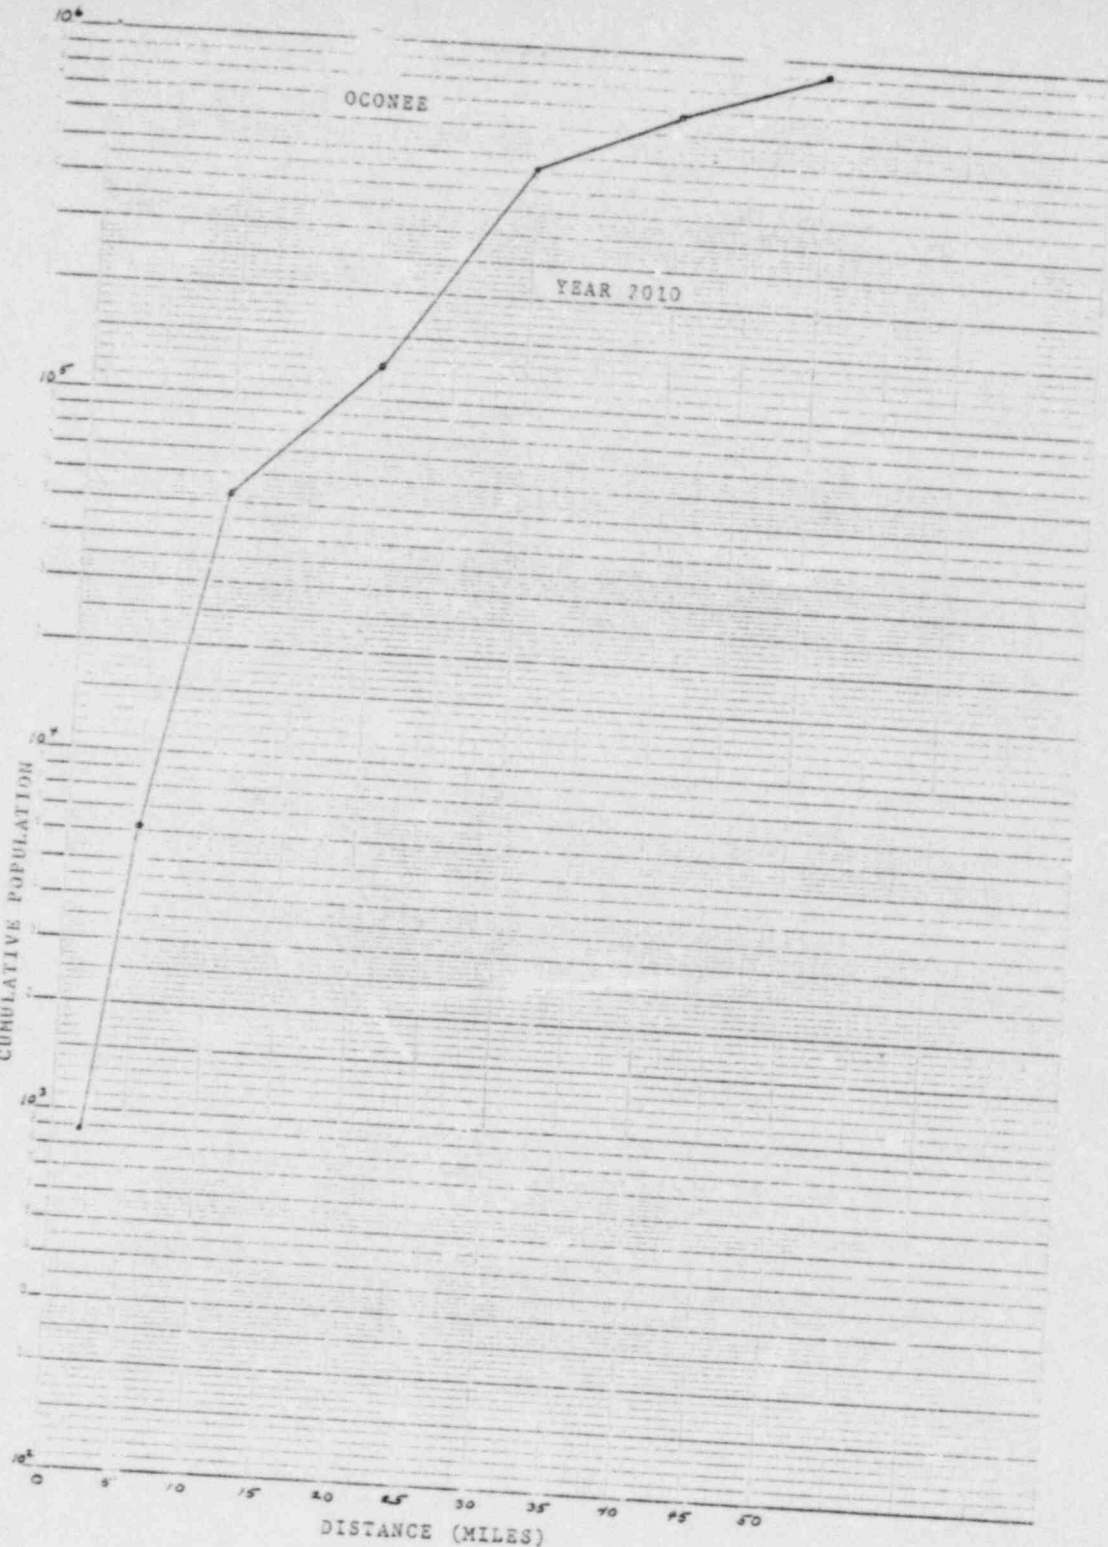 10⁶
OCONEE
YEAR 2010
10⁵
10⁴
CUMULATIVE POPULATION
10³
10²
0 5 10 15 20 25 30 35 40 45 50
DISTANCE (MILES)